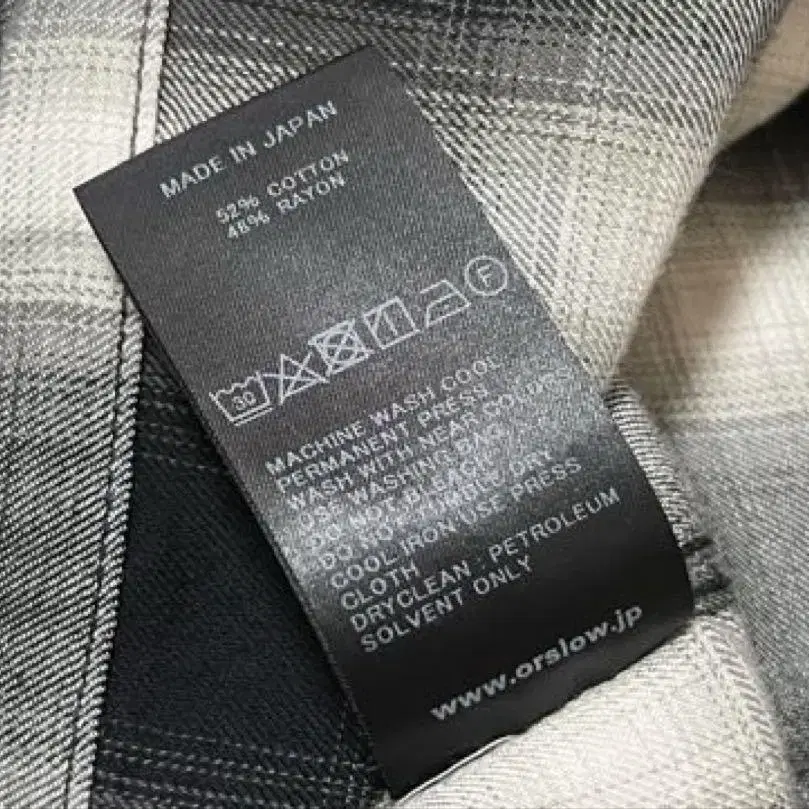 MADE IN JAPAN
52% COTTON
48% RAYON
30 F
MACHINE WASH COOL
PERMANENT PRESS
WASH WITH NEAR COLORS
USE WASHING BAG
DO NOT BLEACH
DO NOT TUMBLE DRY
COOL IRON USE PRESS
CLOTH
DRYCLEAN : PETROLEUM
SOLVENT ONLY
www.orslow.jp